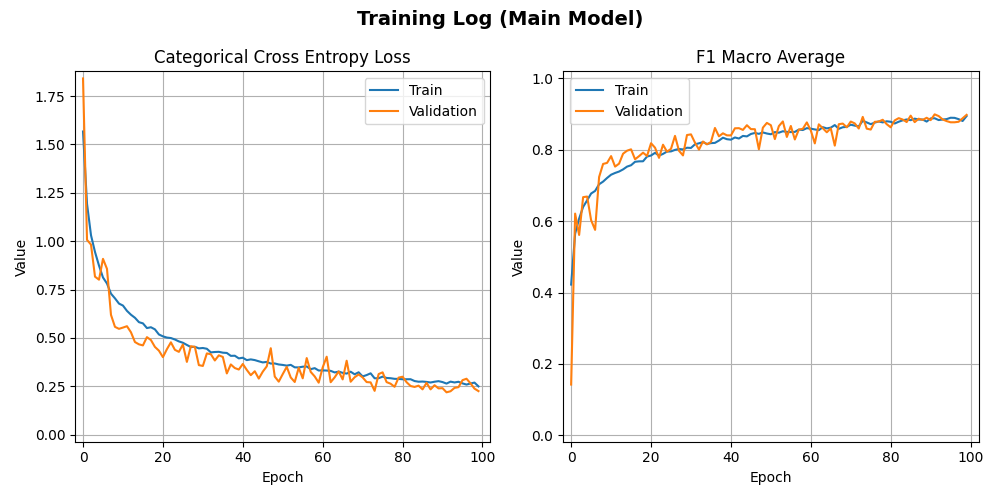 Training Log (Main Model)
Categorical Cross Entropy Loss
Train
Validation
1.75
1.50
1.25
1.00
0.75
0.50
0.25
0.00
Value
0 20 40 60 80 100
Epoch
F1 Macro Average
Train
Validation
1.0
0.8
0.6
0.4
0.2
0.0
Value
0 20 40 60 80 100
Epoch